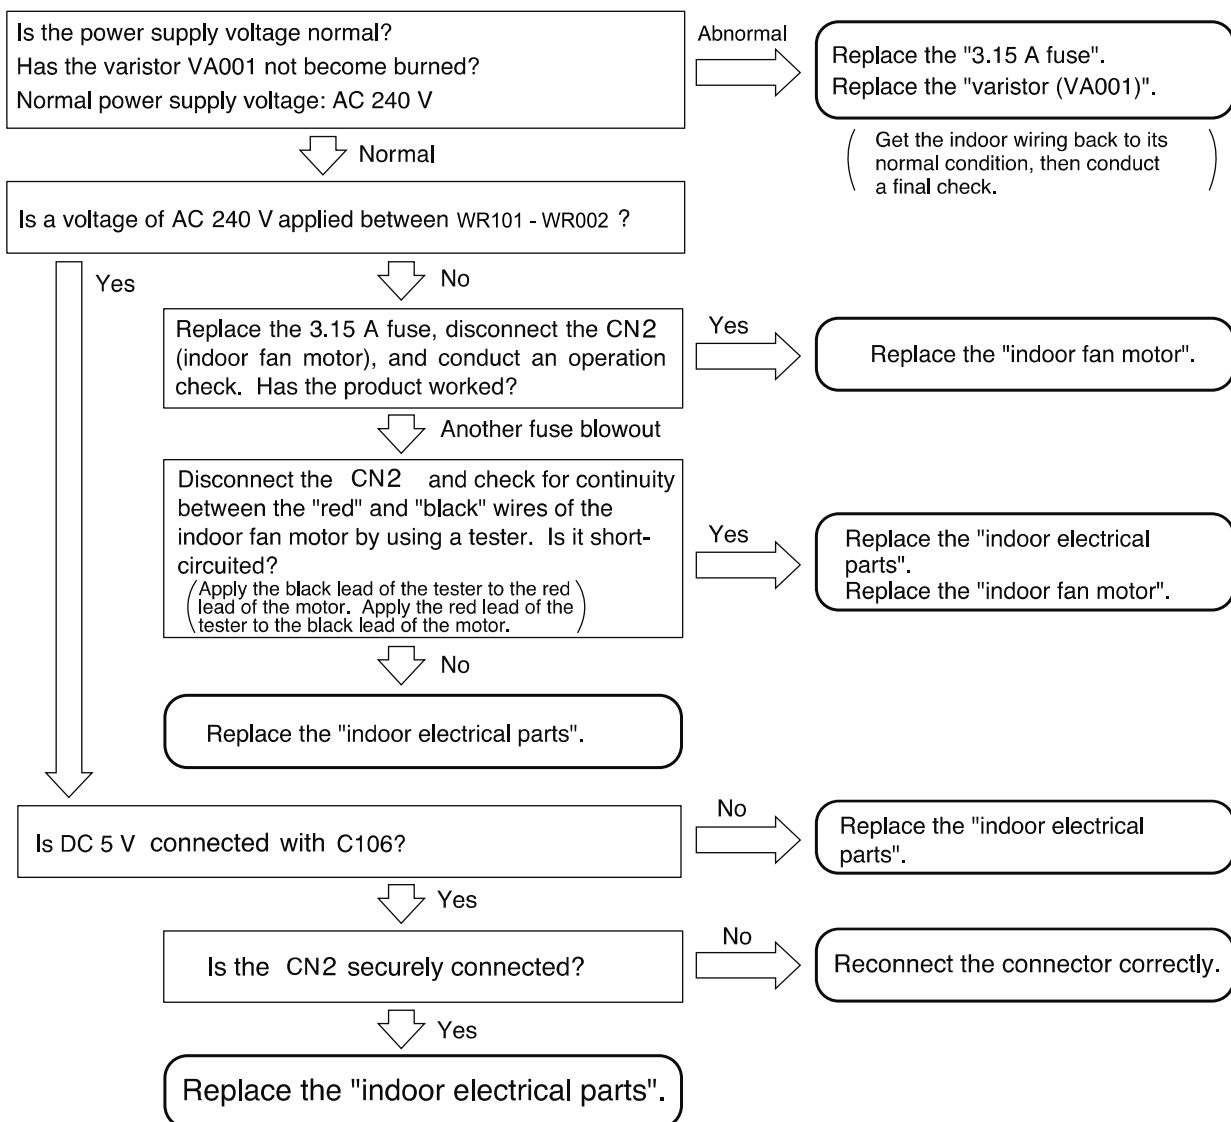 Is the power supply voltage normal?
Has the varistor VA001 not become burned?
Normal power supply voltage: AC 240 V
Abnormal
Replace the "3.15 A fuse".
Replace the "varistor (VA001)".
Get the indoor wiring back to its
normal condition, then conduct
a final check.
Normal
Is a voltage of AC 240 V applied between WR101 - WR002 ?
Yes
No
Replace the 3.15 A fuse, disconnect the CN2
(indoor fan motor), and conduct an operation
check. Has the product worked?
Yes
Replace the "indoor fan motor".
Another fuse blowout
Disconnect the CN2 and check for continuity
between the "red" and "black" wires of the
indoor fan motor by using a tester. Is it short-
circuited?
(Apply the black lead of the tester to the red
lead of the motor. Apply the red lead of the
tester to the black lead of the motor.)
Yes
Replace the "indoor electrical
parts".
Replace the "indoor fan motor".
No
Replace the "indoor electrical parts".
Is DC 5 V connected with C106?
No
Replace the "indoor electrical
parts".
Yes
Is the CN2 securely connected?
No
Reconnect the connector correctly.
Yes
Replace the "indoor electrical parts".